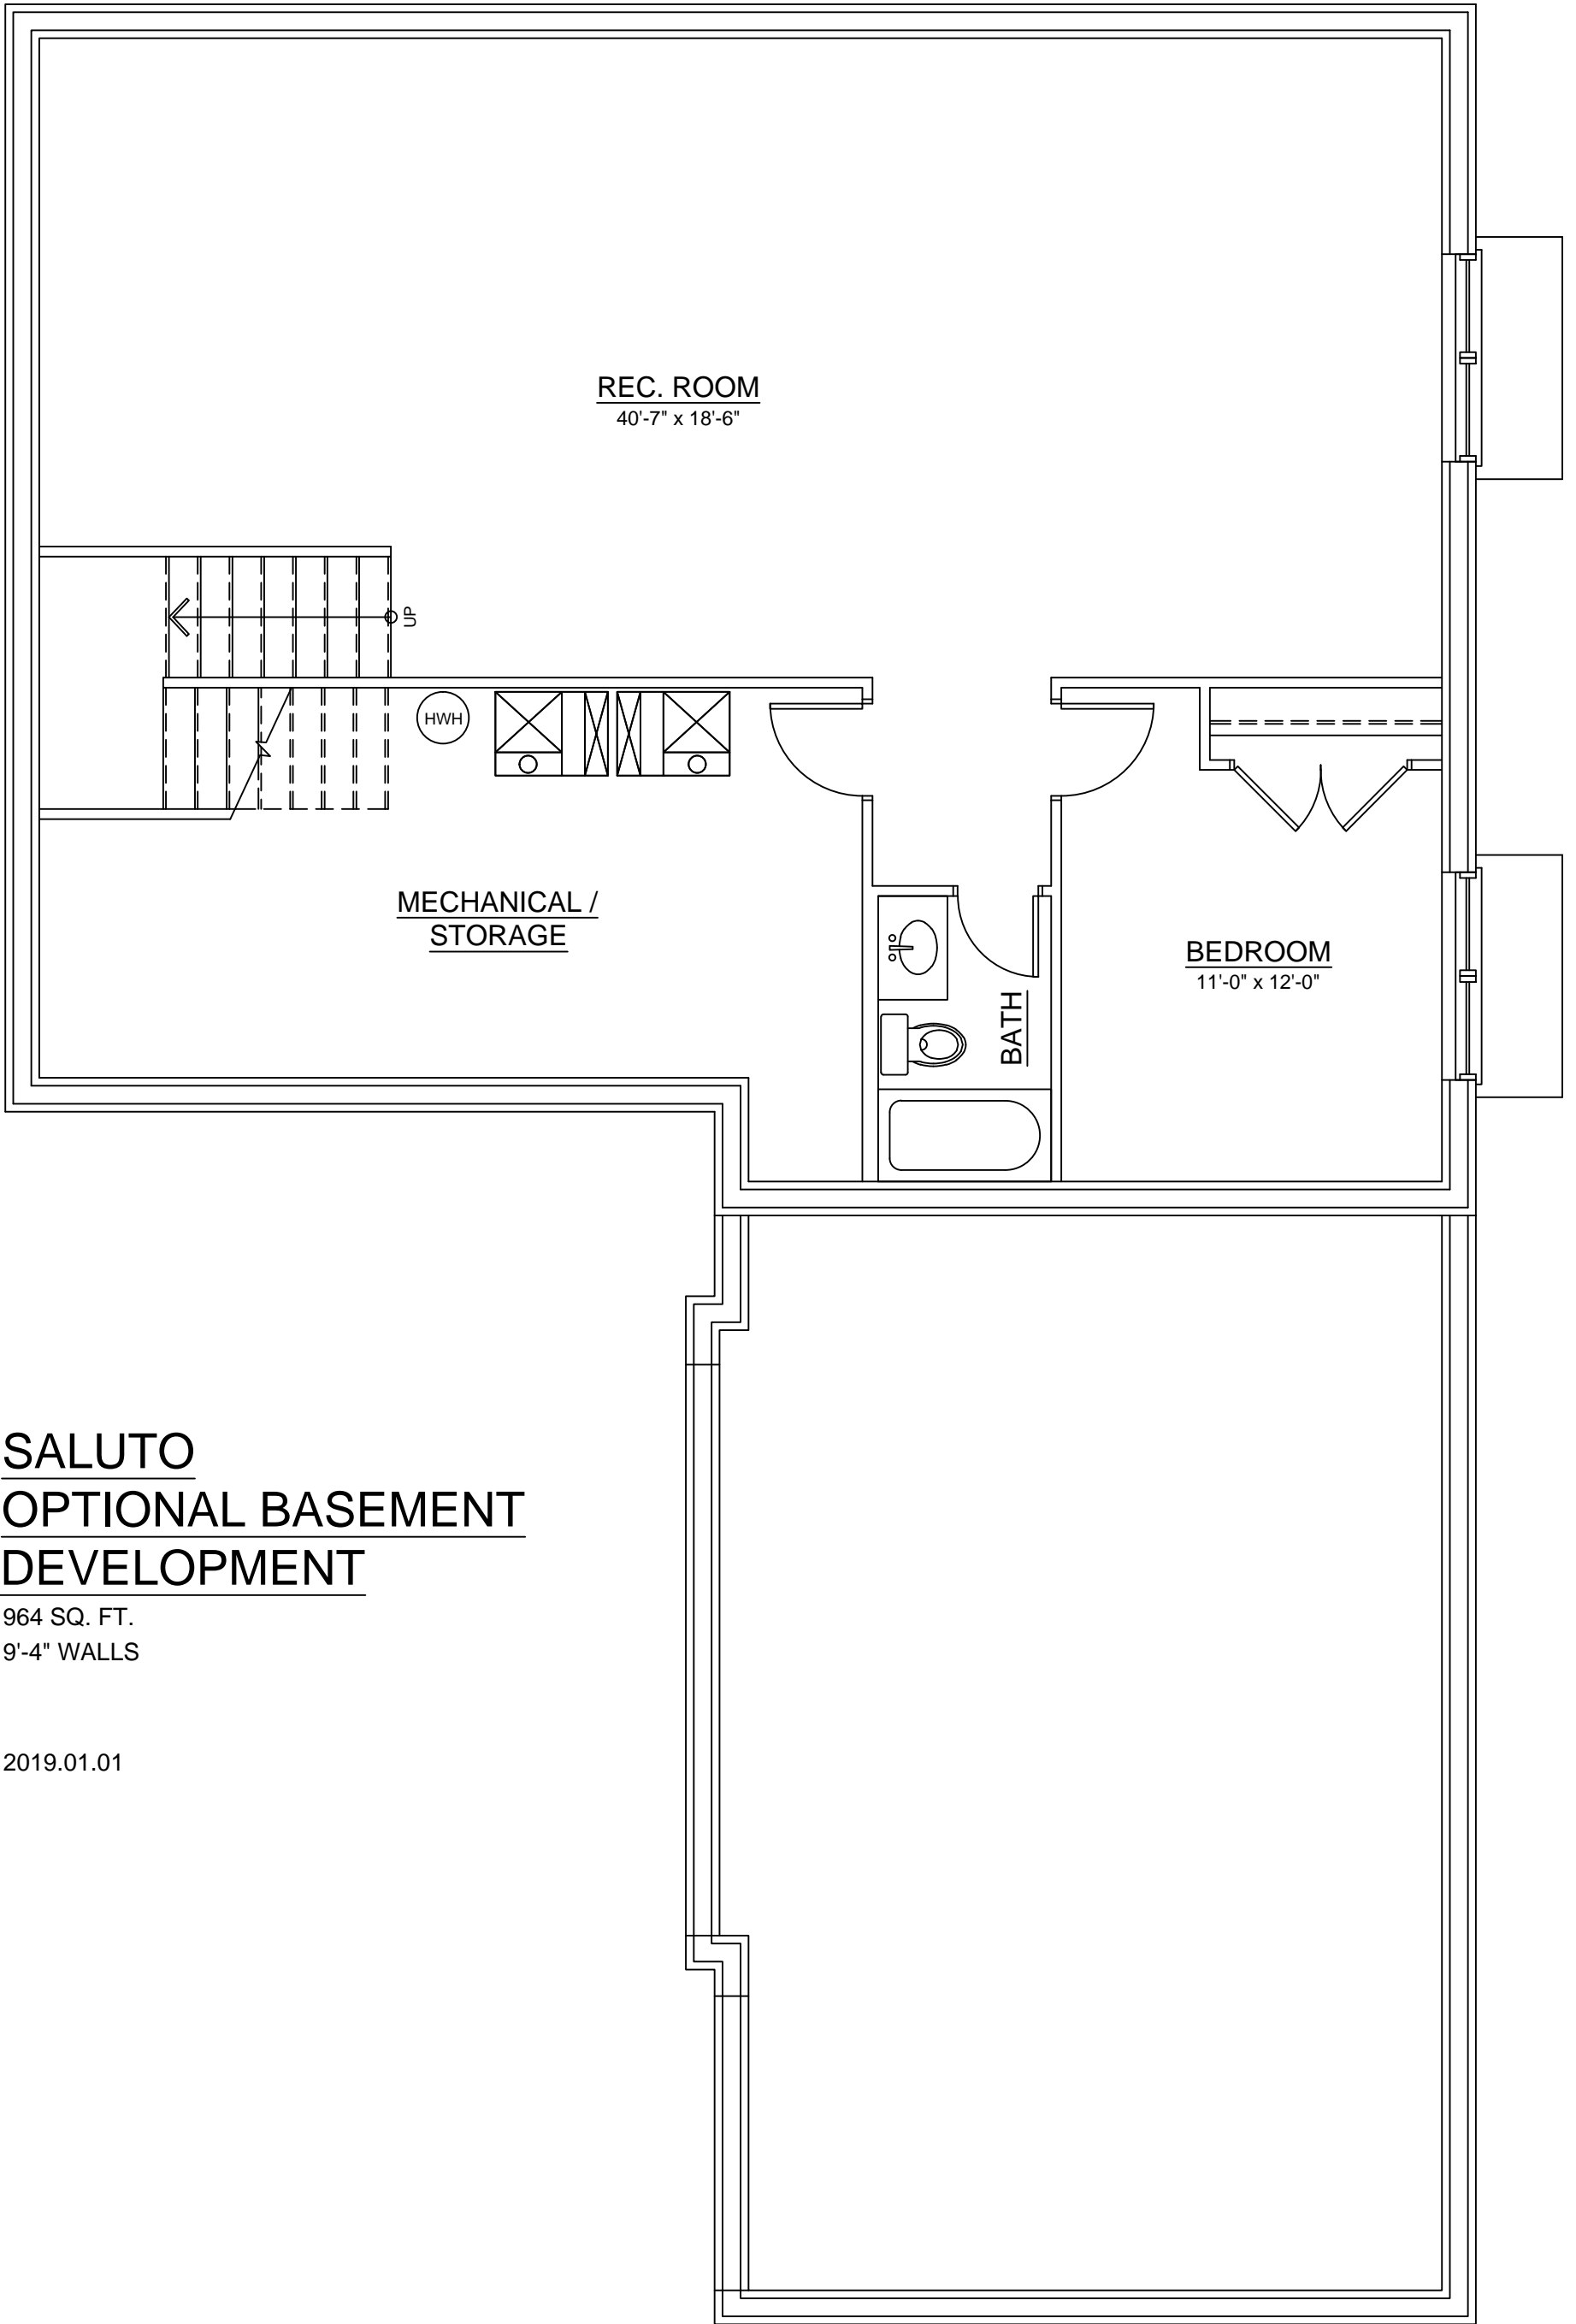 REC. ROOM
40'-7" x 18'-6"
UP
HWH
MECHANICAL /
STORAGE
BEDROOM
11'-0" x 12'-0"
BATH
SALUTO
OPTIONAL BASEMENT
DEVELOPMENT
964 SQ. FT.
9'-4" WALLS
2019.01.01